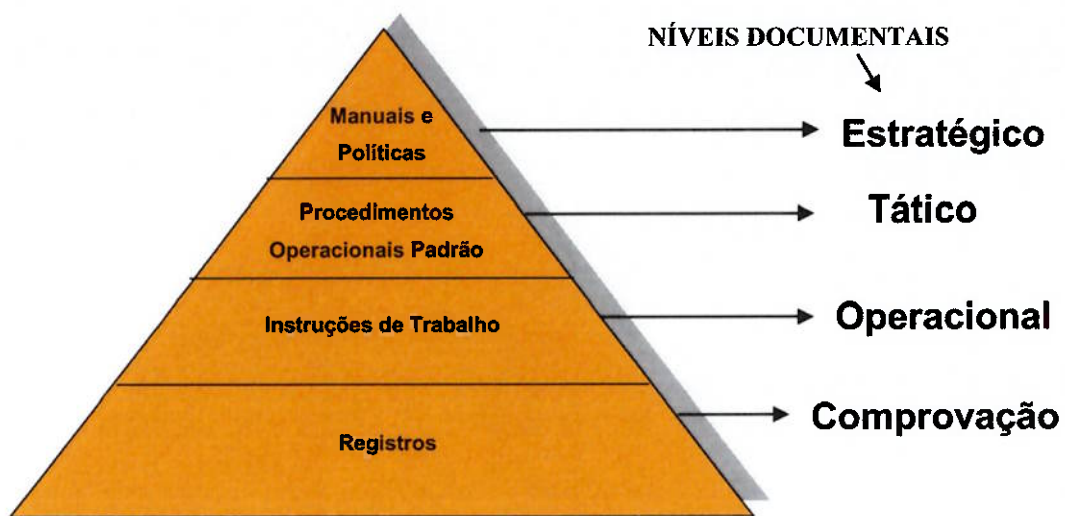 NÍVEIS DOCUMENTAIS
Manuais e
Políticas
Estratégico
Procedimentos
Operacionais Padrão
Tático
Instruções de Trabalho
Operacional
Registros
Comprovação